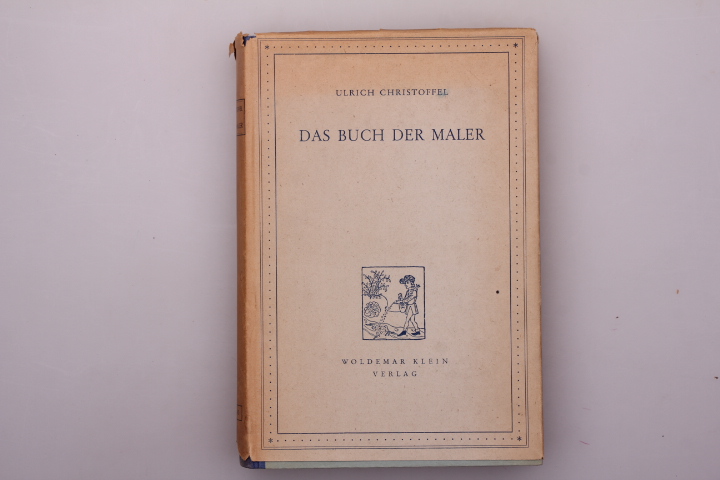 ULRICH CHRISTOFFEL
DAS BUCH DER MALER
WOLDEMAR KLEIN
VERLAG